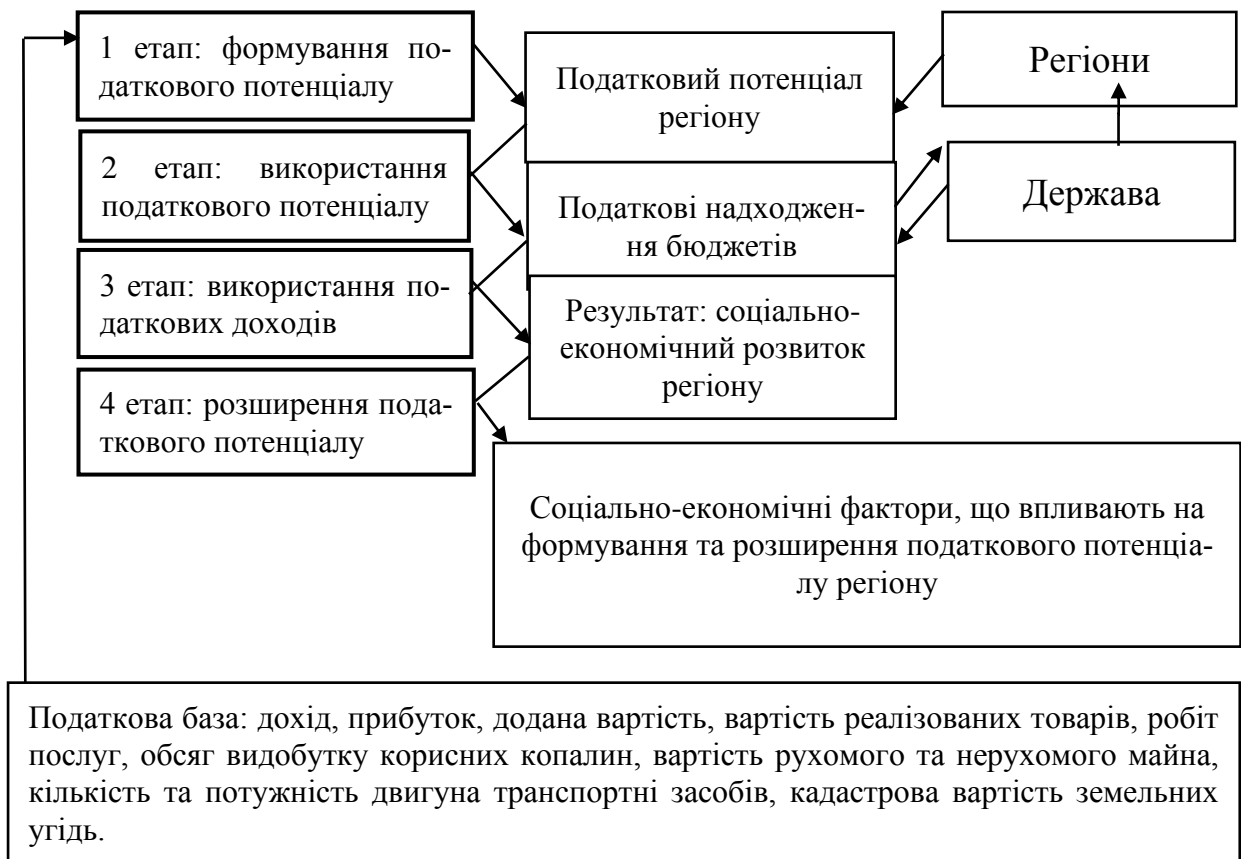 1 етап: формування по-
даткового потенціалу
Податковий потенціал
регіону
Регіони
2 етап: використання
податкового потенціалу
Податкові надходжен-
ня бюджетів
Держава
3 етап: використання по-
даткових доходів
Результат: соціально-
економічний розвиток
регіону
4 етап: розширення пода-
ткового потенціалу
Соціально-економічні фактори, що впливають на
формування та розширення податкового потенціа-
лу регіону
Податкова база: дохід, прибуток, додана вартість, вартість реалізованих товарів, робіт
послуг, обсяг видобутку корисних копалин, вартість рухомого та нерухомого майна,
кількість та потужність двигуна транспортні засобів, кадастрова вартість земельних
угідь.